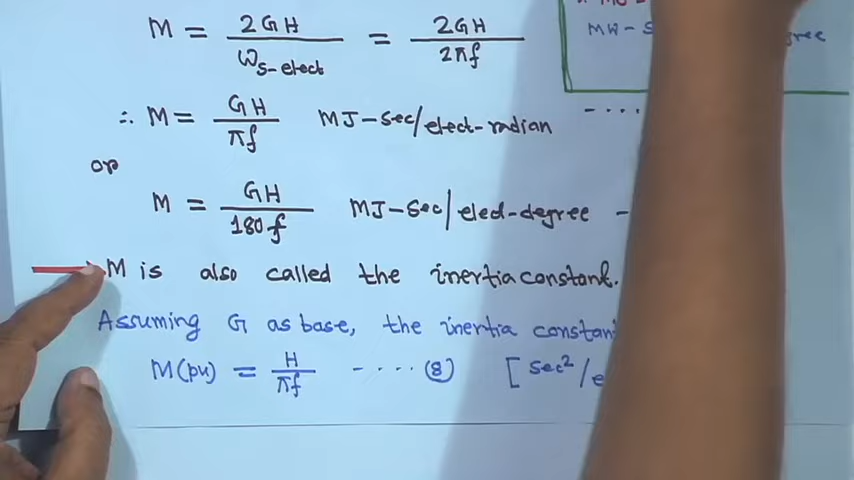 M = 2GH / ωs-elect = 2GH / 2πf
MW-S
∴ M = GH / πf MJ-Sec/elect-radian - ....
or
M = GH / 180f MJ-Sec/elect-degree -
M is also called the inertia constant.
Assuming G as base, the inertia constant
M(pu) = H / πf - .... (8) [Sec²/e